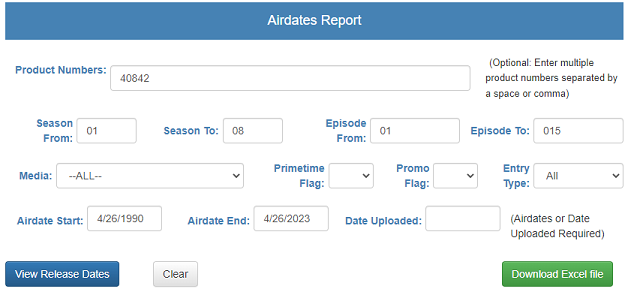 Airdates Report
Product Numbers: 40842 (Optional: Enter multiple
product numbers separated by
a space or comma)
Season From: 01 Season To: 08 Episode From: 01 Episode To: 015
Media: --ALL-- Primetime Flag: Promo Flag: Entry Type: All
Airdate Start: 4/26/1990 Airdate End: 4/26/2023 Date Uploaded: (Airdates or Date
Uploaded Required)
View Release Dates Clear Download Excel file